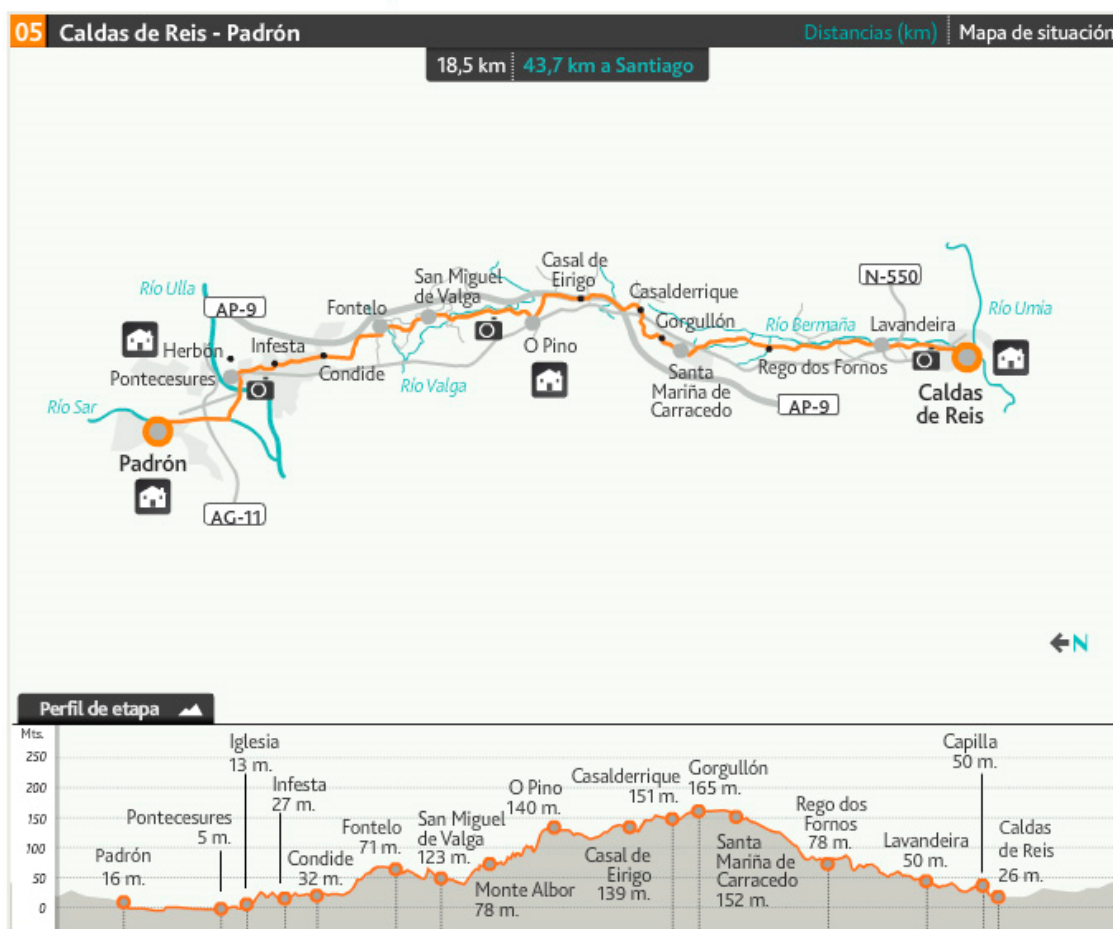 05 Caldas de Reis - Padrón
Distancias (km) Mapa de situación
18,5 km 43,7 km a Santiago
Río Ulla
AP-9
Herbón
Pontecesures
Infesta
Condide
Río Sar
Padrón
AG-11
Fontelo
San Miguel
de Valga
Río Valga
Casal de
Eirigo
O Pino
Casalderrique
Gorgullón
Santa
Mariña de
Carracedo
AP-9
Río Bermaña
Rego dos Fornos
N-550
Lavandeira
Río Umia
Caldas
de Reis
N
Perfil de etapa
Mts.
250
200
150
100
50
0
Padrón
16 m.
Pontecesures
5 m.
Iglesia
13 m.
Infesta
27 m.
Condide
32 m.
Fontelo
71 m.
San Miguel
de Valga
123 m.
Monte Albor
78 m.
O Pino
140 m.
Casal de
Eirigo
139 m.
Casalderrique
151 m.
Gorgullón
165 m.
Santa
Mariña de
Carracedo
152 m.
Rego dos
Fornos
78 m.
Lavandeira
50 m.
Capilla
50 m.
Caldas
de Reis
26 m.